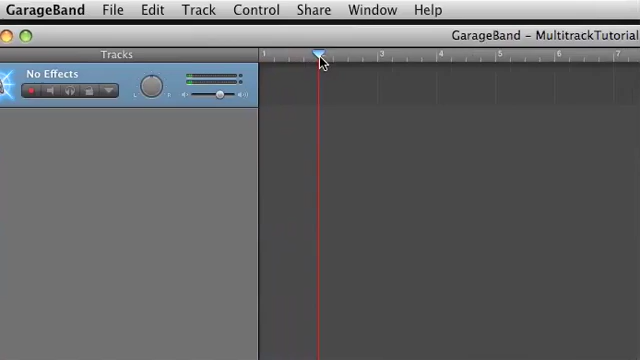 GarageBand File Edit Track Control Share Window Help
GarageBand - MultitrackTutorial
Tracks 1 3 4 5 6 7
No Effects
L R